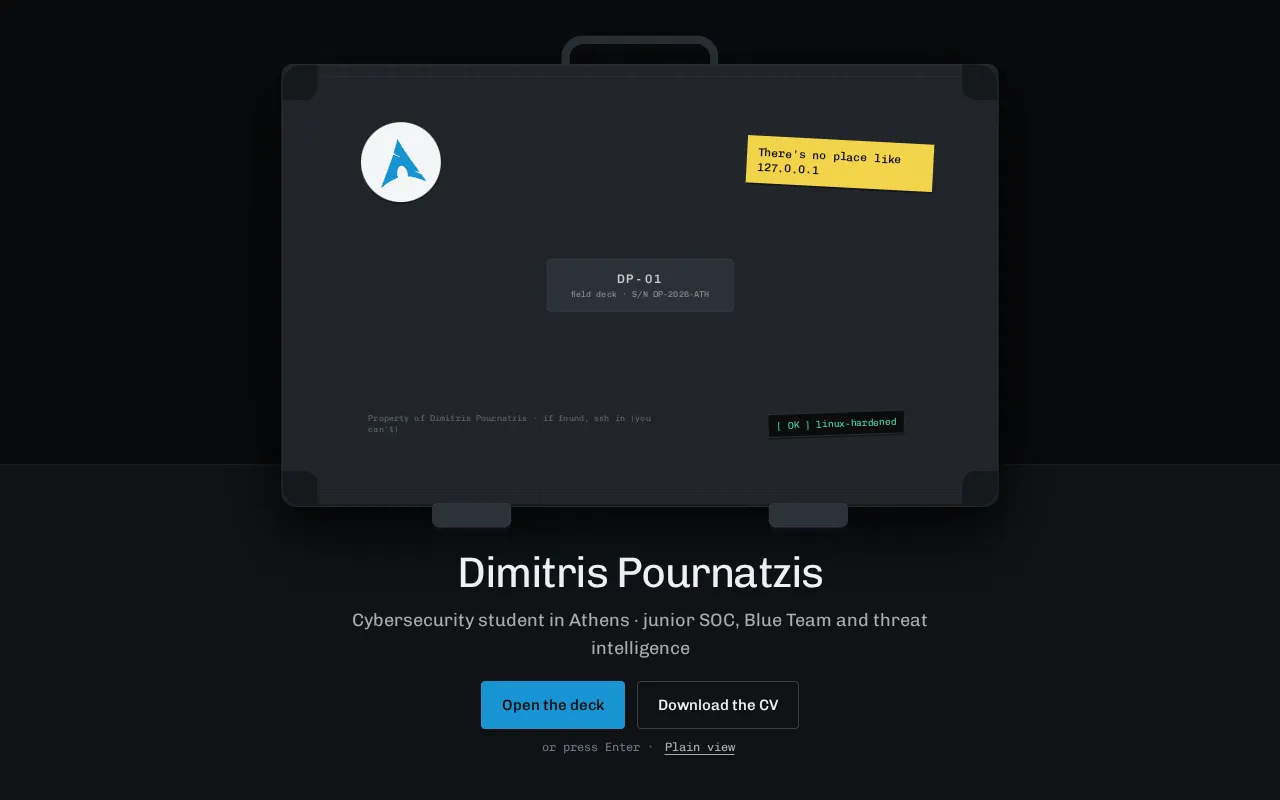 There's no place like
127.0.0.1
DP-01
field deck · S/N DP-2026-ATH
Property of Dimitris Pournatzis · if found, ssh in (you
can't)
[ OK ] linux-hardened
Dimitris Pournatzis
Cybersecurity student in Athens · junior SOC, Blue Team and threat
intelligence
Open the deck
Download the CV
or press Enter · Plain view